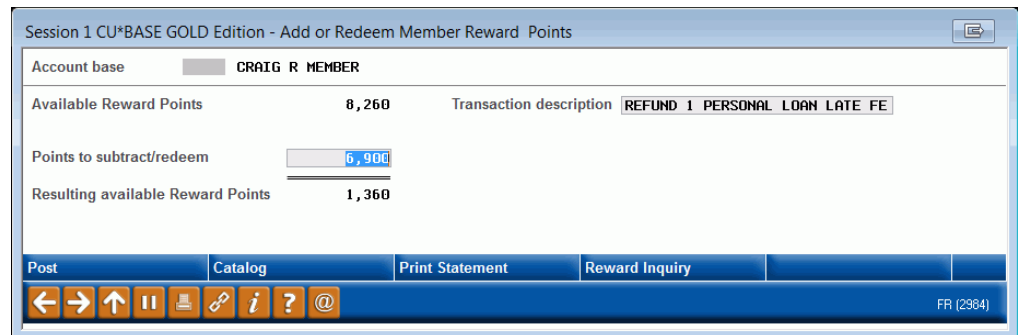 Session 1 CU*BASE GOLD Edition - Add or Redeem Member Reward Points
Account base CRAIG R MEMBER
Available Reward Points 8,260 Transaction description REFUND 1 PERSONAL LOAN LATE FE
Points to subtract/redeem 6,900
Resulting available Reward Points 1,360
Post Catalog Print Statement Reward Inquiry
i ? @ FR (2984)